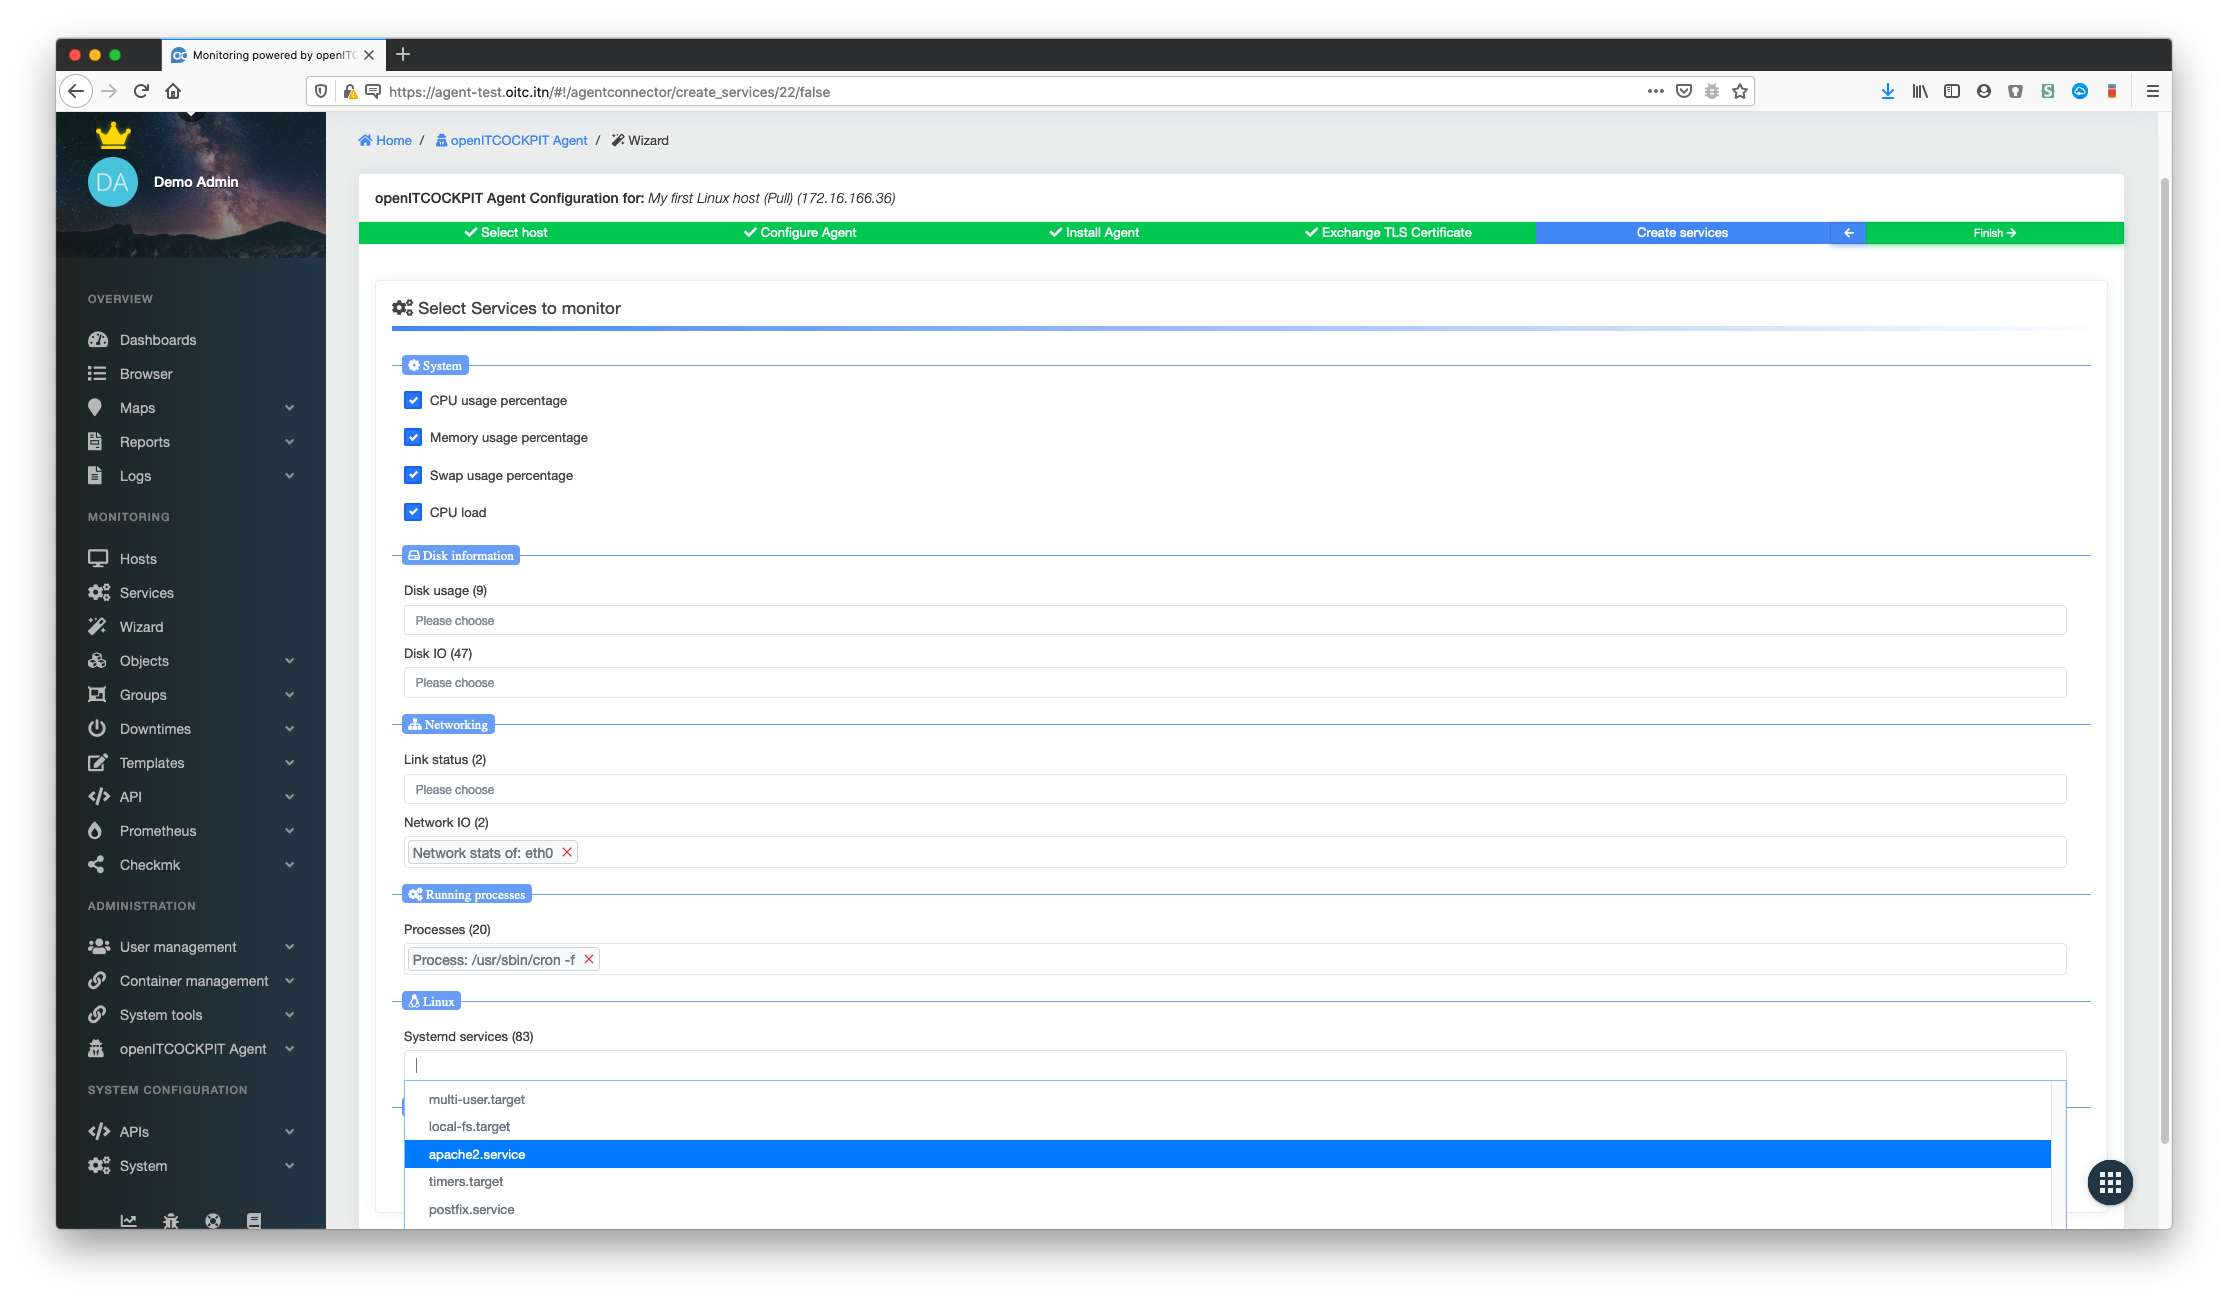 Monitoring powered by openITC
https://agent-test.oitc.itn/#!/agentconnector/create_services/22/false
DA
Demo Admin
OVERVIEW
Dashboards
Browser
Maps
Reports
Logs
MONITORING
Hosts
Services
Wizard
Objects
Groups
Downtimes
Templates
API
Prometheus
Checkmk
ADMINISTRATION
User management
Container management
System tools
openITCOCKPIT Agent
SYSTEM CONFIGURATION
APIs
System
Home / openITCOCKPIT Agent / Wizard
openITCOCKPIT Agent Configuration for: My first Linux host (Pull) (172.16.166.36)
Select host Configure Agent Install Agent Exchange TLS Certificate Create services Finish
Select Services to monitor
System
CPU usage percentage
Memory usage percentage
Swap usage percentage
CPU load
Disk information
Disk usage (9)
Please choose
Disk IO (47)
Please choose
Networking
Link status (2)
Please choose
Network IO (2)
Network stats of: eth0
Running processes
Processes (20)
Process: /usr/sbin/cron -f
Linux
Systemd services (83)
multi-user.target
local-fs.target
apache2.service
timers.target
postfix.service